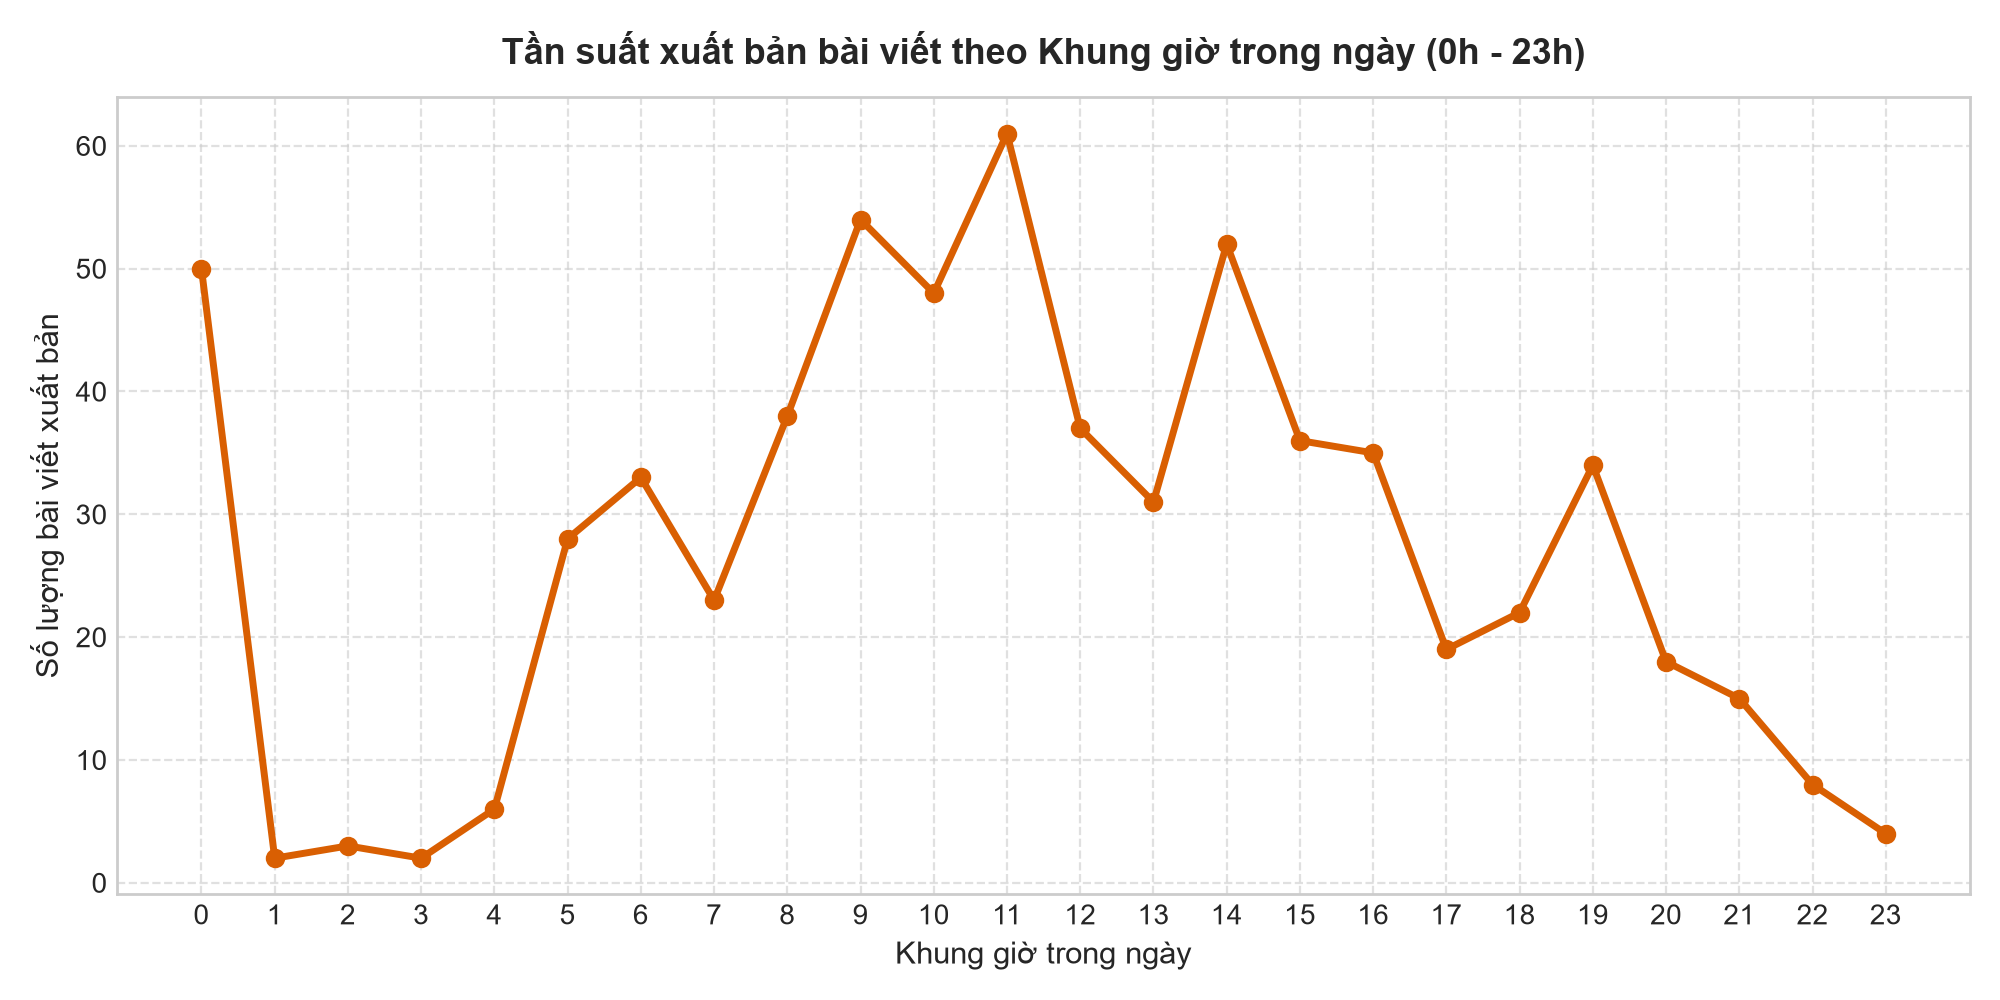 Tần suất xuất bản bài viết theo Khung giờ trong ngày (0h - 23h)
Số lượng bài viết xuất bản
60
50
40
30
20
10
0
0 1 2 3 4 5 6 7 8 9 10 11 12 13 14 15 16 17 18 19 20 21 22 23
Khung giờ trong ngày